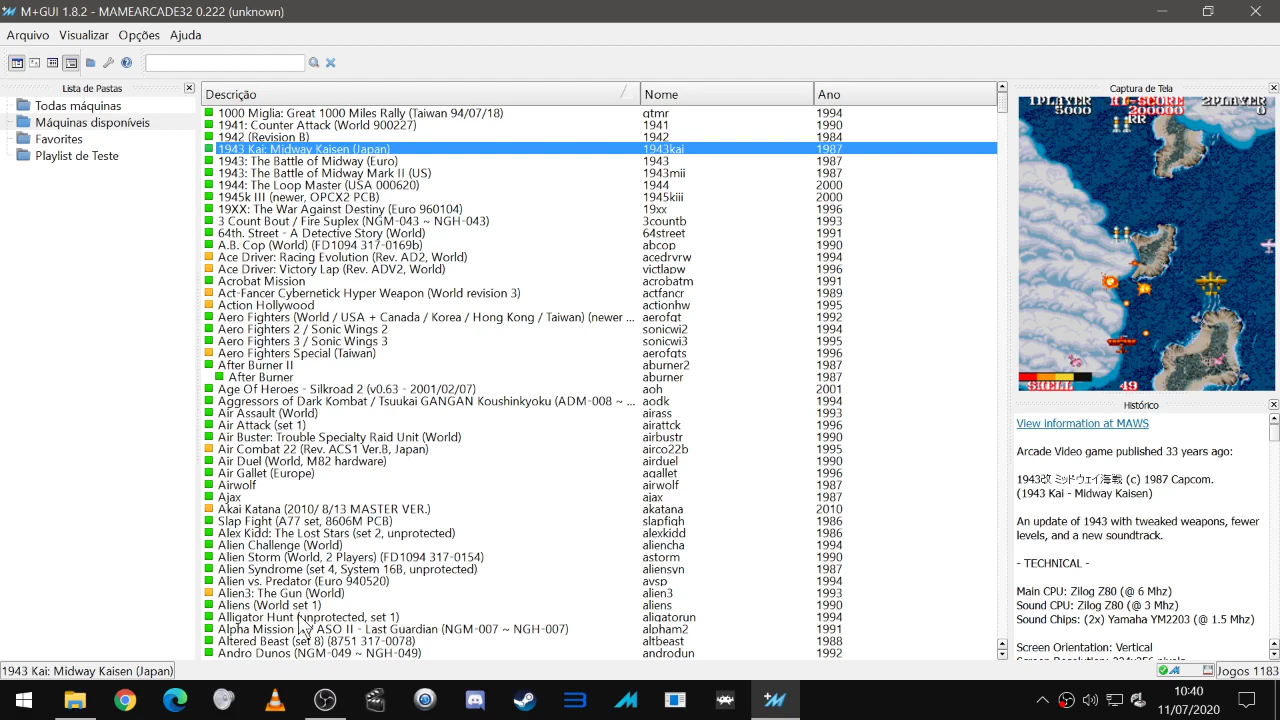 M+GUI 1.8.2 - MAMEARCADE32 0.222 (unknown)
Arquivo Visualizar Opções Ajuda
Lista de Pastas
Todas máquinas
Máquinas disponíveis
Favorites
Playlist de Teste
Descrição Nome Ano
1000 Miglia: Great 1000 Miles Rally (Taiwan 94/07/18) gtmr 1994
1941: Counter Attack (World 900227) 1941 1990
1942 (Revision B) 1942 1984
1943 Kai: Midway Kaisen (Japan) 1943kai 1987
1943: The Battle of Midway (Euro) 1943 1987
1943: The Battle of Midway Mark II (US) 1943mii 1987
1944: The Loop Master (USA 000620) 1944 2000
1945k III (newer, OPCX2 PCB) 1945kiii 2000
19XX: The War Against Destiny (Euro 960104) 19xx 1996
3 Count Bout / Fire Suplex (NGM-043 ~ NGH-043) 3countb 1993
64th. Street - A Detective Story (World) 64street 1991
A.B. Cop (World) (FD1094 317-0169b) abcop 1990
Ace Driver: Racing Evolution (Rev. AD2, World) acedrvrw 1994
Ace Driver: Victory Lap (Rev. ADV2, World) victlapw 1996
Acrobat Mission acrobatm 1991
Act-Fancer Cybernetick Hyper Weapon (World revision 3) actfancr 1989
Action Hollywood actionhw 1995
Aero Fighters (World / USA + Canada / Korea / Hong Kong / Taiwan) (newer ... aerofgt 1992
Aero Fighters 2 / Sonic Wings 2 sonicwi2 1994
Aero Fighters 3 / Sonic Wings 3 sonicwi3 1995
Aero Fighters Special (Taiwan) aerofgts 1996
After Burner II aburner2 1987
After Burner aburner 1987
Age Of Heroes - Silkroad 2 (v0.63 - 2001/02/07) aoh 2001
Aggressors of Dark Kombat / Tsuukai GANGAN Koushinkyoku (ADM-008 ~ ... aodk 1994
Air Assault (World) airass 1993
Air Attack (set 1) airattck 1996
Air Buster: Trouble Specialty Raid Unit (World) airbustr 1990
Air Combat 22 (Rev. ACS1 Ver.B, Japan) airco22b 1995
Air Duel (World, M82 hardware) airduel 1990
Air Gallet (Europe) agallet 1996
Airwolf airwolf 1987
Ajax ajax 1987
Akai Katana (2010/ 8/13 MASTER VER.) akatana 2010
Slap Fight (A77 set, 8606M PCB) slapfigh 1986
Alex Kidd: The Lost Stars (set 2, unprotected) alexkidd 1986
Alien Challenge (World) aliencha 1994
Alien Storm (World, 2 Players) (FD1094 317-0154) astorm 1990
Alien Syndrome (set 4, System 16B, unprotected) aliensyn 1987
Alien vs. Predator (Euro 940520) avsp 1994
Alien3: The Gun (World) alien3 1993
Aliens (World set 1) aliens 1990
Alligator Hunt (unprotected, set 1) aligatorun 1994
Alpha Mission ASO II - Last Guardian (NGM-007 ~ NGH-007) alpham2 1991
Altered Beast (set 8) (8751 317-0078) altbeast 1988
Andro Dunos (NGM-049 ~ NGH-049) androdun 1992
Captura de Tela
1PLAYER HI-SCORE 2PLAYER
5000 200000 0
RR
SHELL 49
Histórico
View information at MAWS
Arcade Video game published 33 years ago:
1943改 ミッドウェイ海戦 (c) 1987 Capcom.
(1943 Kai - Midway Kaisen)
An update of 1943 with tweaked weapons, fewer
levels, and a new soundtrack.
- TECHNICAL -
Main CPU: Zilog Z80 (@ 6 Mhz)
Sound CPU: Zilog Z80 (@ 3 Mhz)
Sound Chips: (2x) Yamaha YM2203 (@ 1.5 Mhz)
Screen Orientation: Vertical
1943 Kai: Midway Kaisen (Japan) Jogos 1183
10:40
11/07/2020